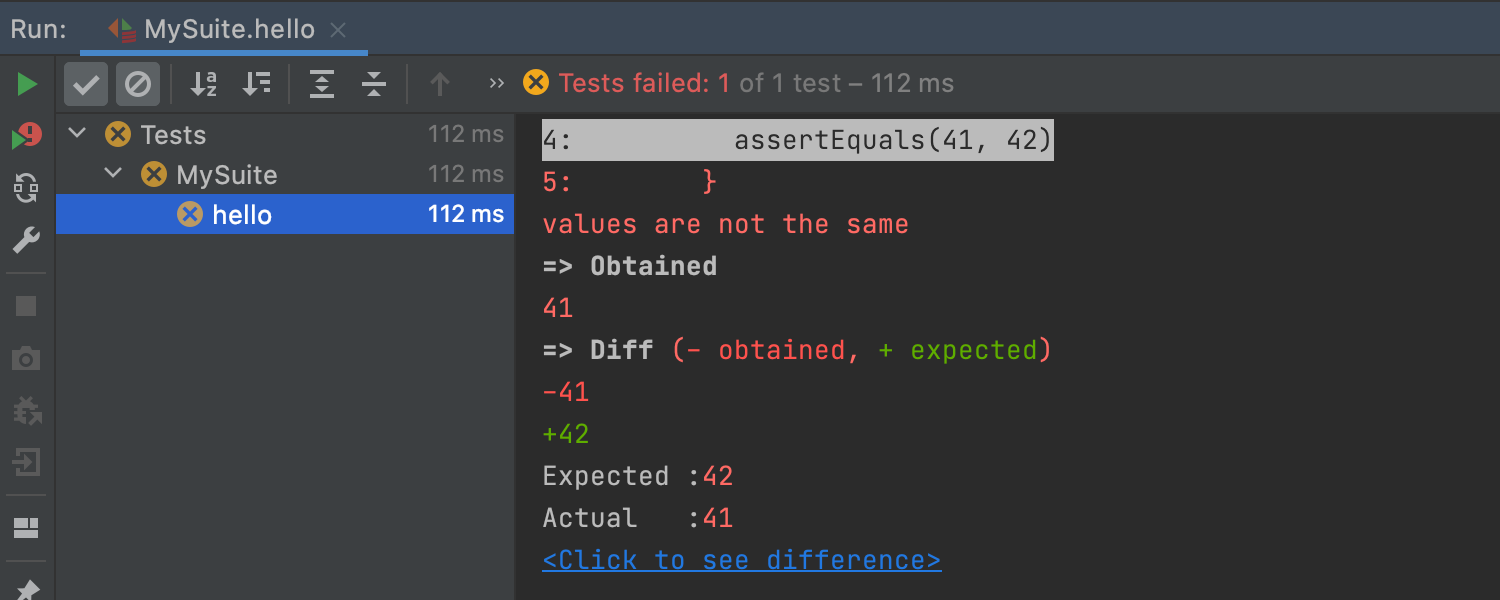 Run: MySuite.hello
Tests failed: 1 of 1 test – 112 ms
Tests 112 ms
MySuite 112 ms
hello 112 ms
4:          assertEquals(41, 42)
5:        }
values are not the same
=> Obtained
41
=> Diff (- obtained, + expected)
-41
+42
Expected :42
Actual   :41
<Click to see difference>